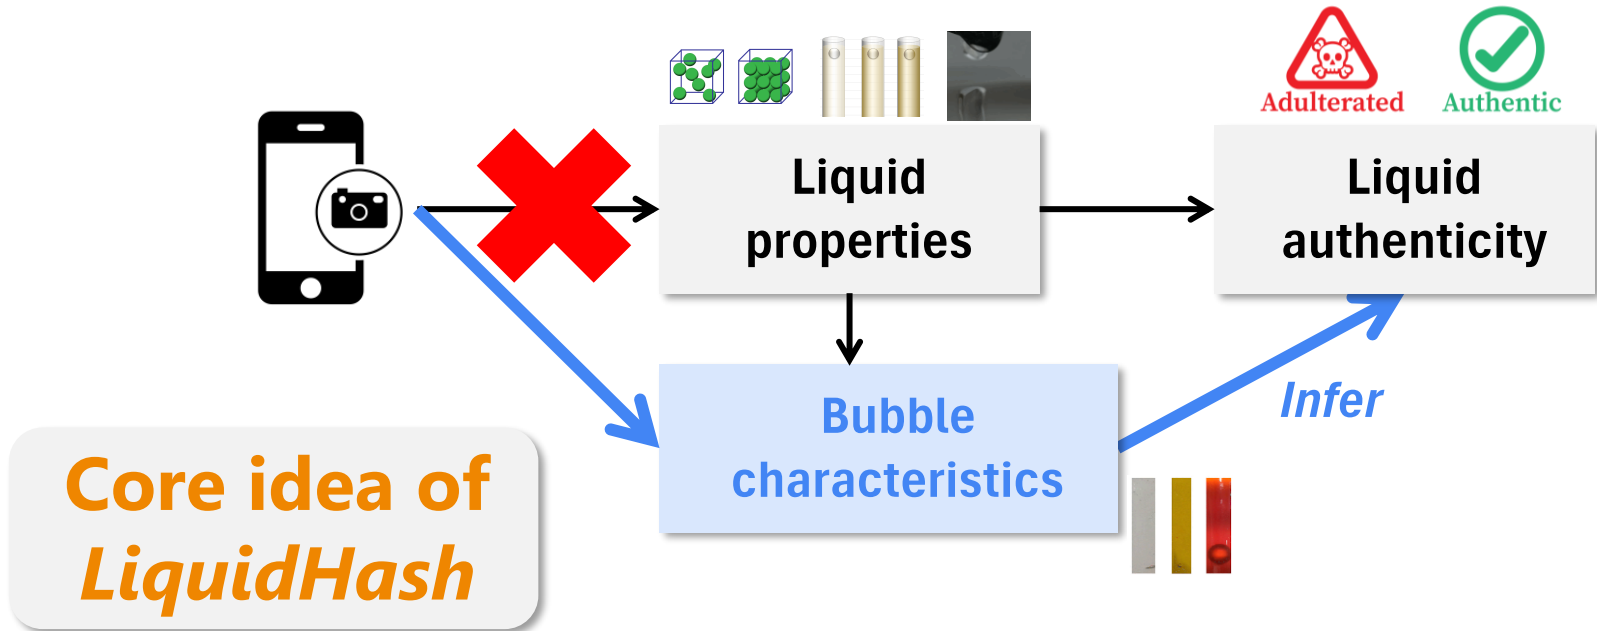 Adulterated
Authentic
Liquid
properties
Liquid
authenticity
Bubble
characteristics
Infer
Core idea of
LiquidHash